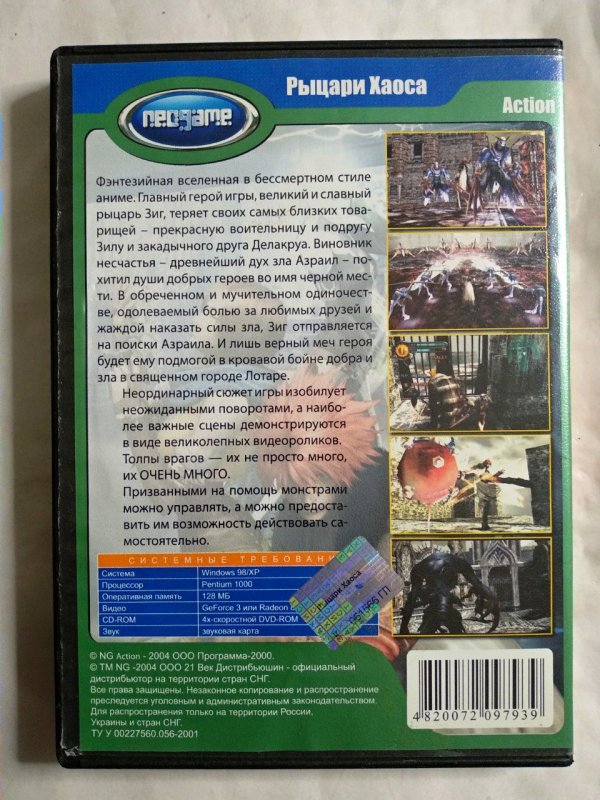 Рыцари Хаоса
Action
neogame
Фэнтезийная вселенная в бессмертном стиле
аниме. Главный герой игры, великий и славный
рыцарь Зиг, теряет своих самых близких това-
рищей – прекрасную воительницу и подругу
Зилу и закадычного друга Делакруа. Виновник
несчастья – древнейший дух зла Азраил – по-
хитил души добрых героев во имя черной мес-
ти. В обреченном и мучительном одиночест-
ве, одолеваемый болью за любимых друзей и
жаждой наказать силы зла, Зиг отправляется
на поиски Азраила. И лишь верный меч героя
будет ему подмогой в кровавой бойне добра и
зла в священном городе Лотаре.
Неординарный сюжет игры изобилует
неожиданными поворотами, а наибо-
лее важные сцены демонстрируются
в виде великолепных видеороликов.
Толпы врагов — их не просто много,
их ОЧЕНЬ МНОГО.
Призванными на помощь монстрами
можно управлять, а можно предоста-
вить им возможность действовать са-
мостоятельно.
СИСТЕМНЫЕ ТРЕБОВАНИ
Система Windows 98/XP
Процессор Pentium 1000
Оперативная память 128 МБ
Видео GeForce 3 или Radeon
CD-ROM 4x-скоростной DVD-ROM
Звук звуковая карта
Рыцари Хаоса
© NG Action - 2004 ООО Программа-2000.
© TM NG -2004 ООО 21 Век Дистрибьюшин - официальный
дистрибьютор на территории стран СНГ.
Все права защищены. Незаконное копирование и распространение
преследуется уголовным и административным законодательством.
Для распространения только на территории России,
Украины и стран СНГ.
ТУ У 00227560.056-2001
4 820072 097939